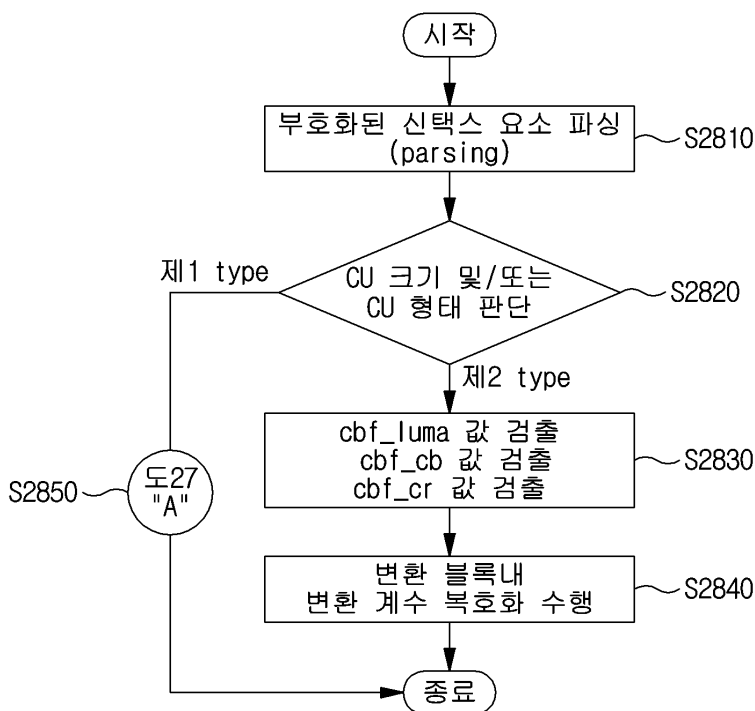 시작
부호화된 신택스 요소 파싱
(parsing)
S2810
제1 type
CU 크기 및/또는
CU 형태 판단
S2820
제2 type
cbf_luma 값 검출
cbf_cb 값 검출
cbf_cr 값 검출
S2830
S2850
도27
"A"
변환 블록내
변환 계수 복호화 수행
S2840
종료